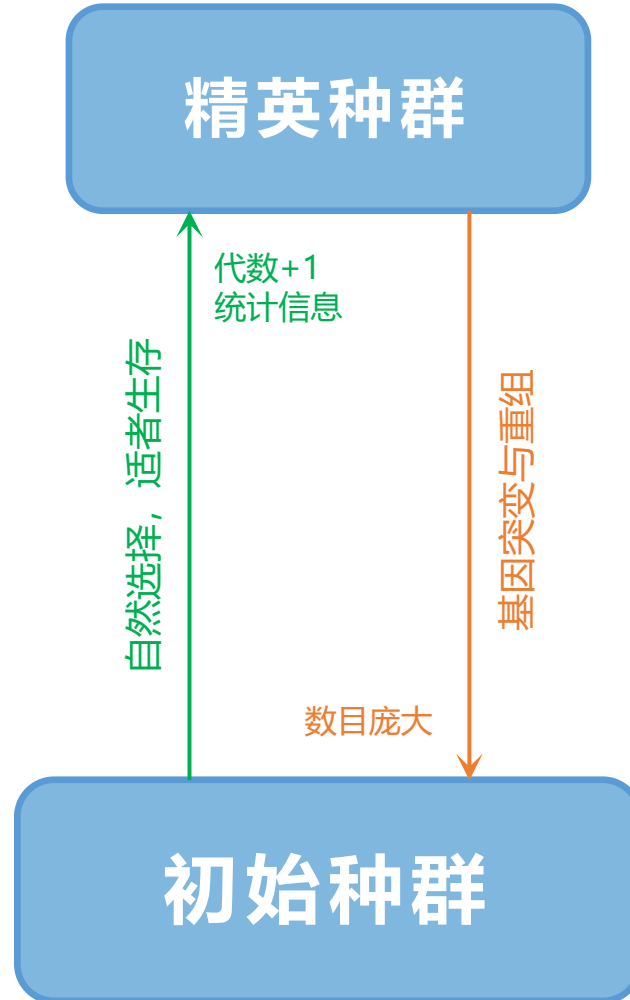 精英种群
代数+1
统计信息
自然选择，适者生存
基因突变与重组
数目庞大
初始种群